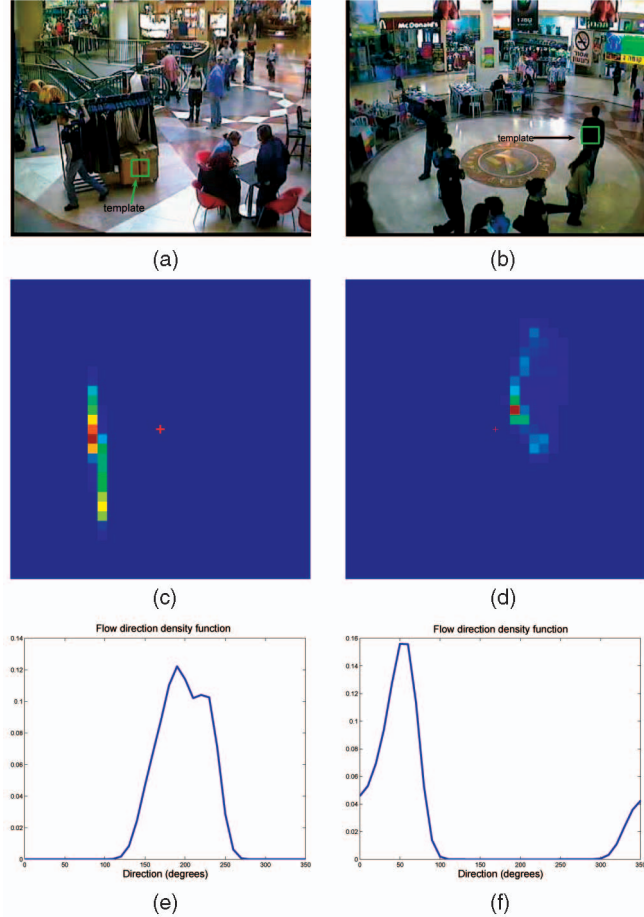 McDonald's
template
template
(a)
(b)
(c)
(d)
Flow direction density function
0.14
0.12
0.1
0.08
0.06
0.04
0.02
0
0 50 100 150 200 250 300 350
Direction (degrees)
Flow direction density function
0.16
0.14
0.12
0.1
0.08
0.06
0.04
0.02
0
0 50 100 150 200 250 300 350
Direction (degrees)
(e)
(f)